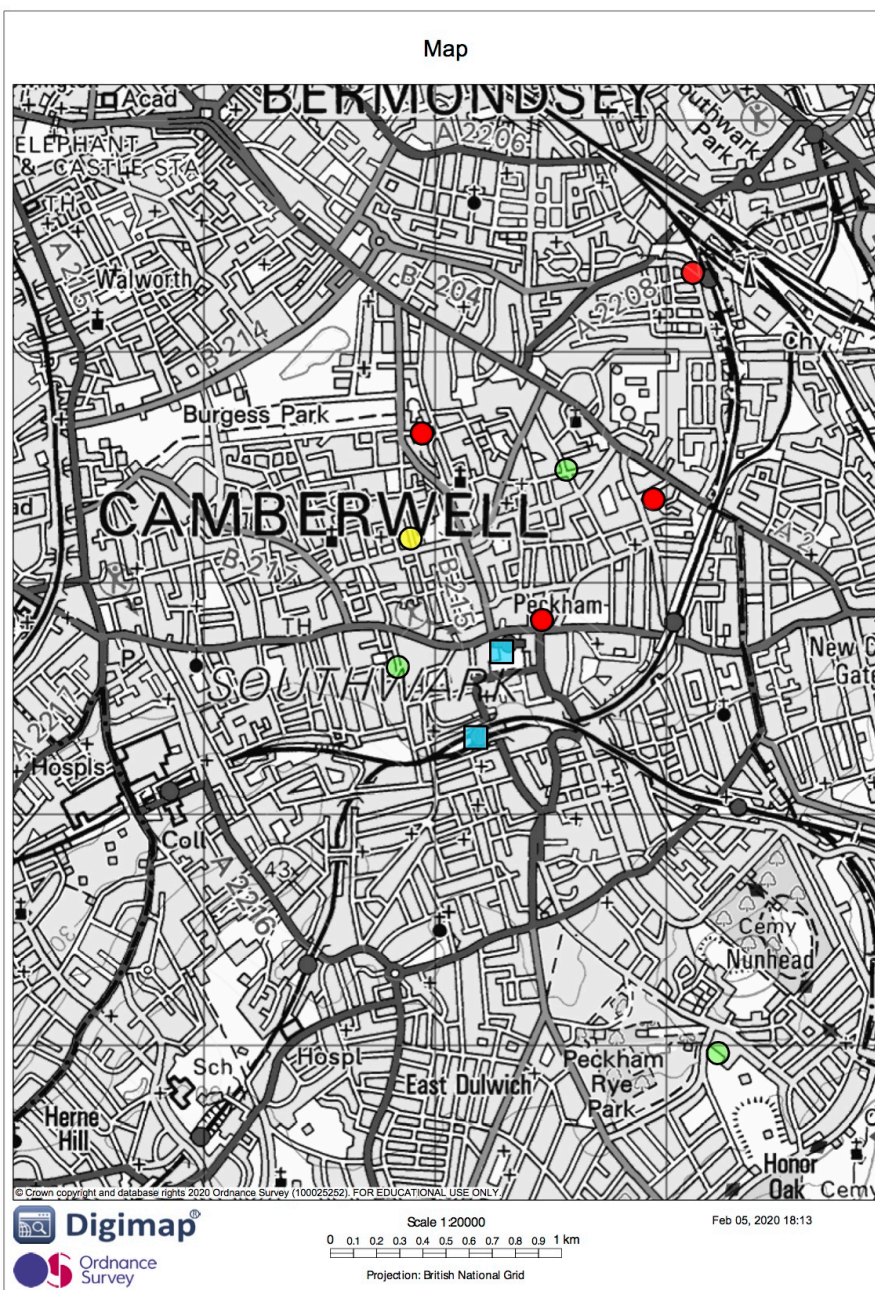 Map
BERMONDSEY
Acad
A 2206
Southwark
Park
ELEPHANT
& CASTLE STA
TH
A 215
Walworth
B 204
A 2208
B 214
Chy
Burgess Park
CAMBERWELL
A 2
B 217
B 2215
Peckham
TH
P
New C
Gate
SOUTHWARK
A 2217
Hospls
Coll
A 2216
43
30
Cemy
Nunhead
Sch
Hospl
East Dulwich
Peckham
Rye
Park
Herne
Hill
Honor
Oak
Cemy
© Crown copyright and database rights 2020 Ordnance Survey (100025252). FOR EDUCATIONAL USE ONLY.
Digimap®
Ordnance
Survey
Scale 1:20000
0 0.1 0.2 0.3 0.4 0.5 0.6 0.7 0.8 0.9 1 km
Projection: British National Grid
Feb 05, 2020 18:13